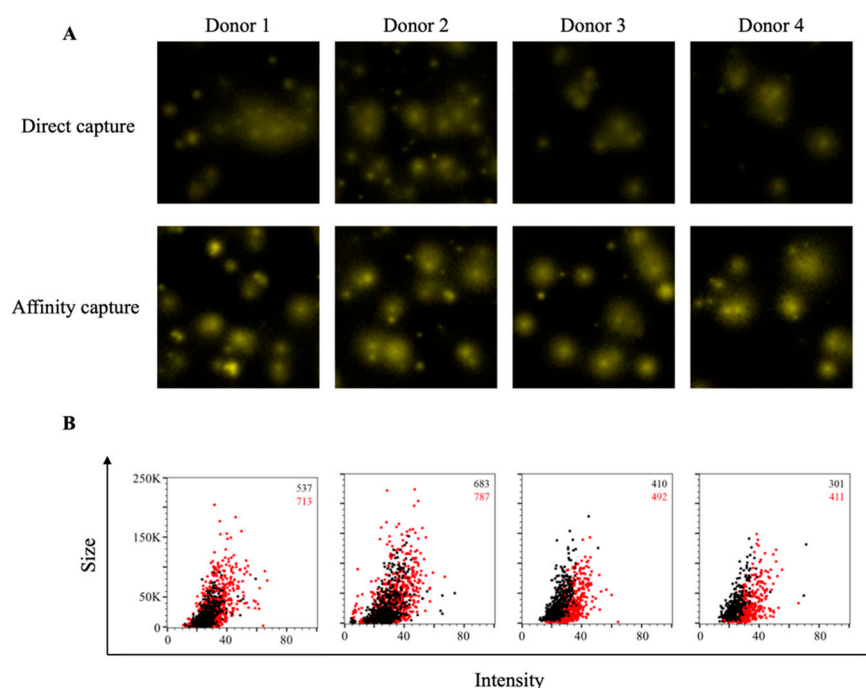 A
Donor 1 Donor 2 Donor 3 Donor 4
Direct capture
Affinity capture
B
250K
150K
50K
0
Size
537
713
683
787
410
492
301
411
0 40 80
0 40 80
0 40 80
0 40 80
Intensity